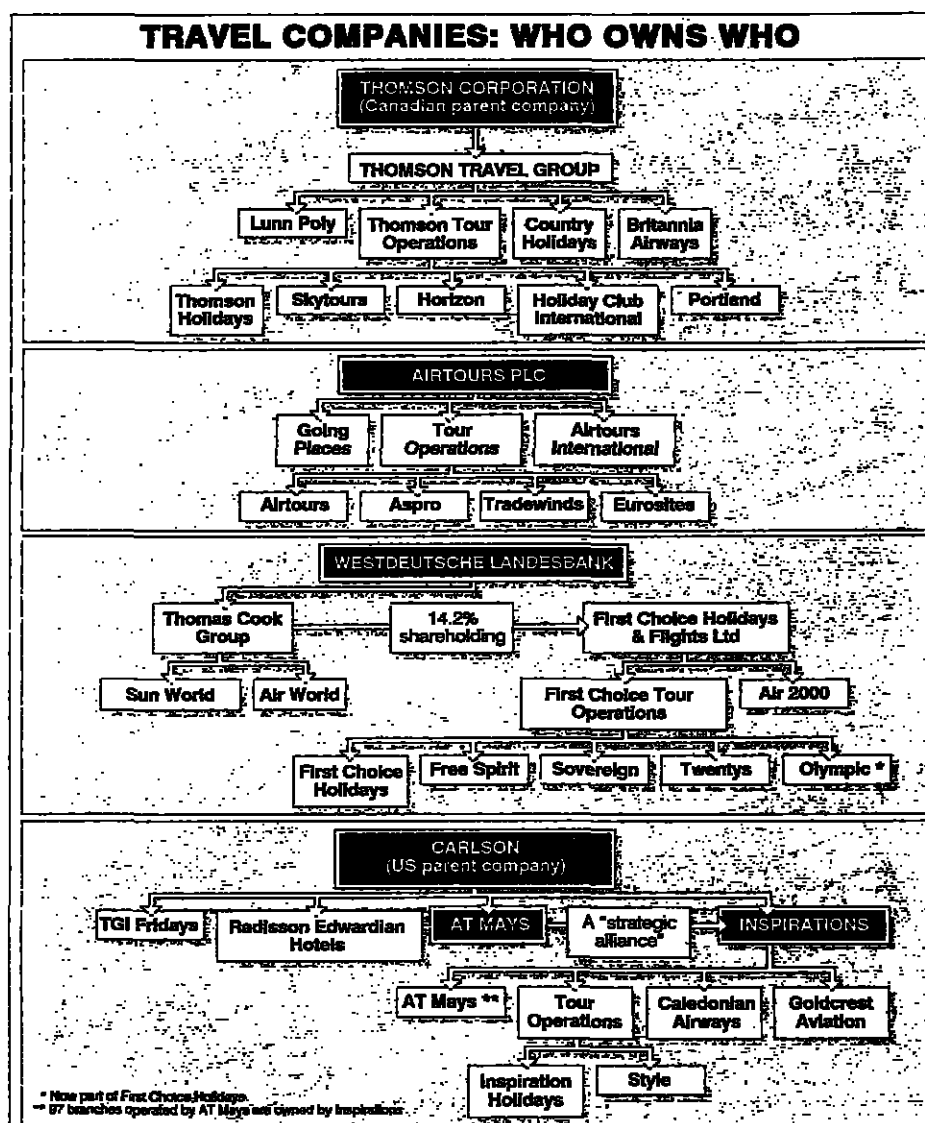 TRAVEL COMPANIES: WHO OWNS WHO
THOMSON CORPORATION
(Canadian parent company)
THOMSON TRAVEL GROUP
Lunn Poly
Thomson Tour
Operations
Country
Holidays
Britannia
Airways
Thomson
Holidays
Skytours
Horizon
Holiday Club
International
Portland
AIRTOURS PLC
Going
Places
Tour
Operations
Airtours
International
Airtours
Aspro
Tradewinds
Eurosites
WESTDEUTSCHE LANDESBANK
Thomas Cook
Group
14.2%
shareholding
First Choice Holidays
& Flights Ltd
Sun World
Air World
First Choice Tour
Operations
Air 2000
First Choice
Holidays
Free Spirit
Sovereign
Twentys
Olympic *
CARLSON
(US parent company)
TGI Fridays
Radisson Edwardian
Hotels
AT MAYS
A "strategic
alliance"
INSPIRATIONS
AT Mays **
Tour
Operations
Caledonian
Airways
Goldcrest
Aviation
Inspiration
Holidays
Style
* Now part of First Choice Holidays.
** 97 branches operated by AT Mays are owned by Inspirations